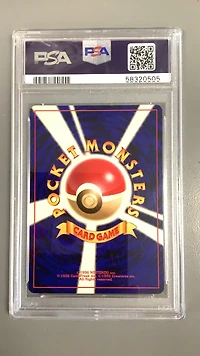 PSA
PSA
58320505
POCKET MONSTERS
CARD GAME